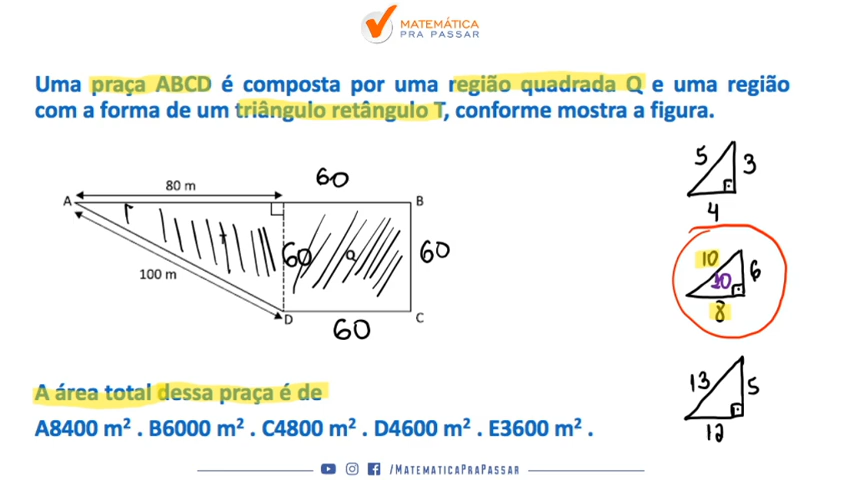 MATEMÁTICA
PRA PASSAR
Uma praça ABCD é composta por uma região quadrada Q e uma região
com a forma de um triângulo retângulo T, conforme mostra a figura.
5
3
4
80 m
60
A
B
60
Q
60
100 m
D
60
C
10
10
6
8
13
5
12
A área total dessa praça é de
A8400 m² . B6000 m² . C4800 m² . D4600 m² . E3600 m² .
/MATEMATICAPRAPASSAR